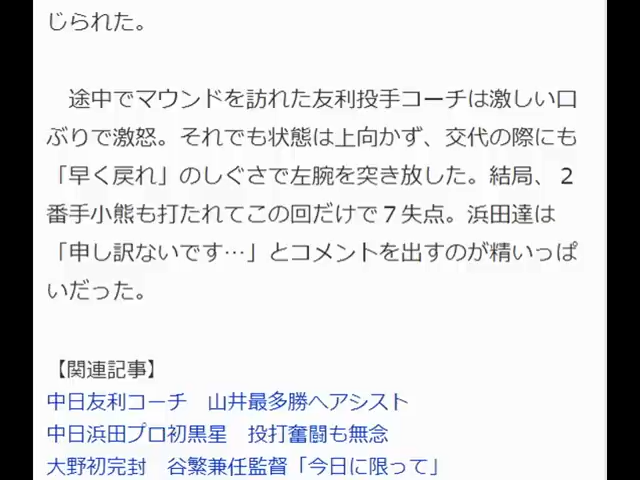 じられた。
途中でマウンドを訪れた友利投手コーチは激しい口
ぶりで激怒。それでも状態は上向かず、交代の際にも
「早く戻れ」のしぐさで左腕を突き放した。結局、２
番手小熊も打たれてこの回だけで７失点。浜田達は
「申し訳ないです…」とコメントを出すのが精いっぱ
いだった。
【関連記事】
中日友利コーチ　山井最多勝へアシスト
中日浜田プロ初黒星　投打奮闘も無念
大野初完封　谷繁兼任監督「今日に限って」